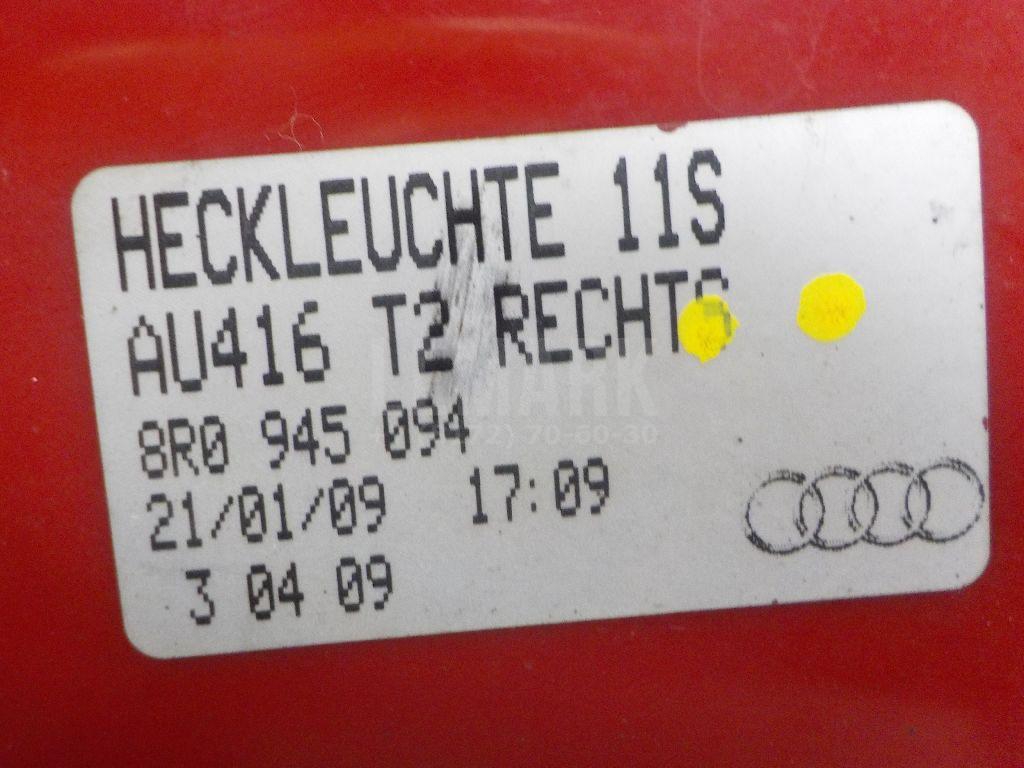 HECKLEUCHTE 11S
AU416 T2 RECHTS
8R0 945 094
21/01/09 17:09
3 04 09